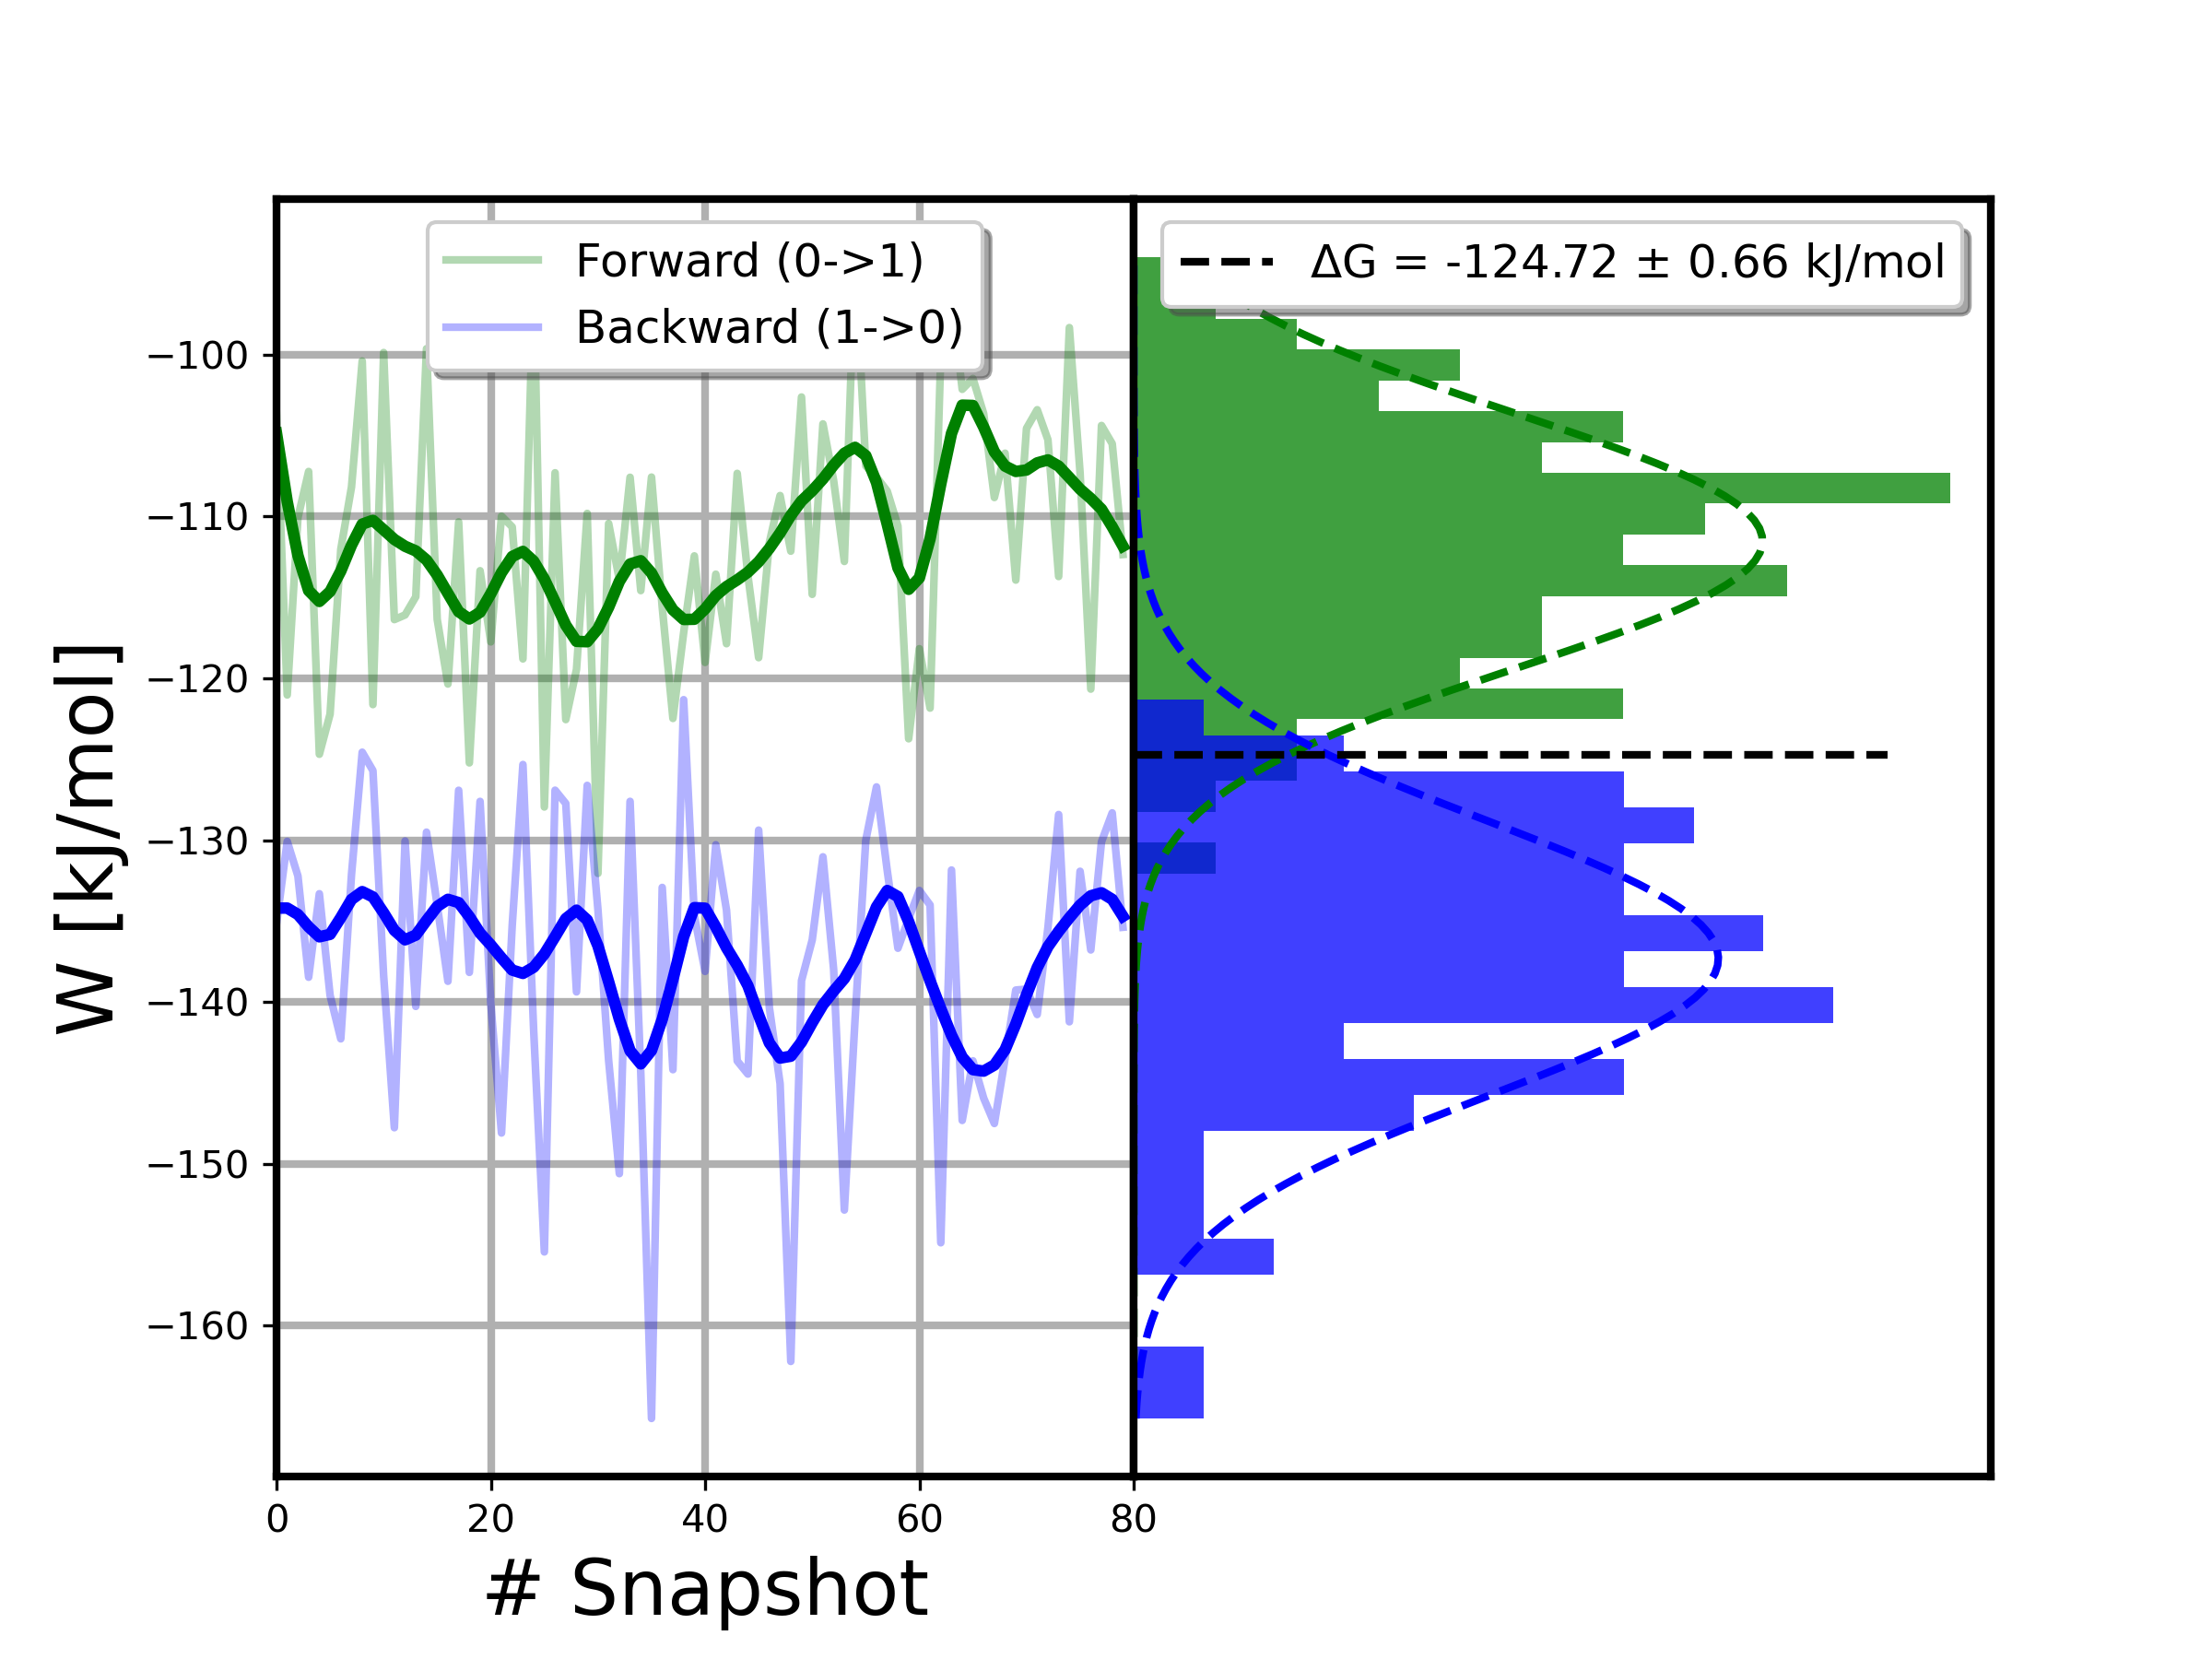 Forward (0->1)
Backward (1->0)
ΔG = -124.72 ± 0.66 kJ/mol
−100
−110
−120
−130
−140
−150
−160
W [kJ/mol]
0 20 40 60 80
# Snapshot